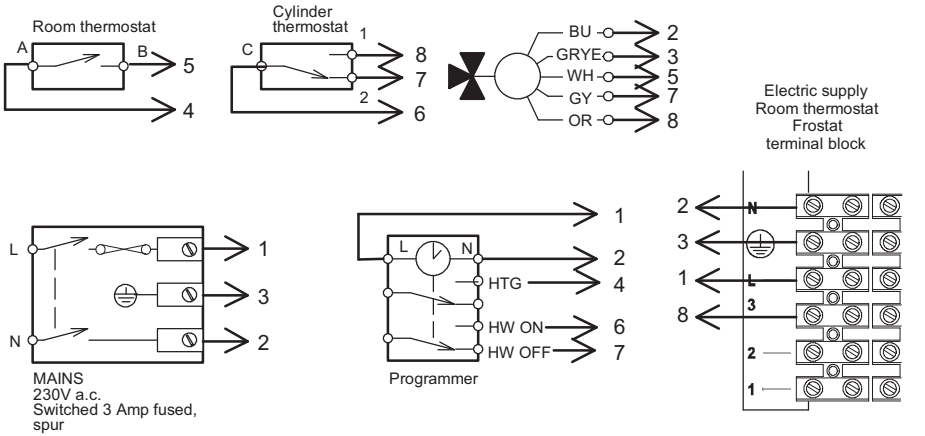 Room thermostat
A B 5
4
Cylinder
thermostat
C 1 8
7
2 6
BU 2
GRYE 3
WH 5
GY 7
OR 8
Electric supply
Room thermostat
Frostat
terminal block
2 N
3
1 L
8 3
2
1
L 1
3
N 2
MAINS
230V a.c.
Switched 3 Amp fused,
spur
1
L N 2
HTG 4
HW ON 6
HW OFF 7
Programmer